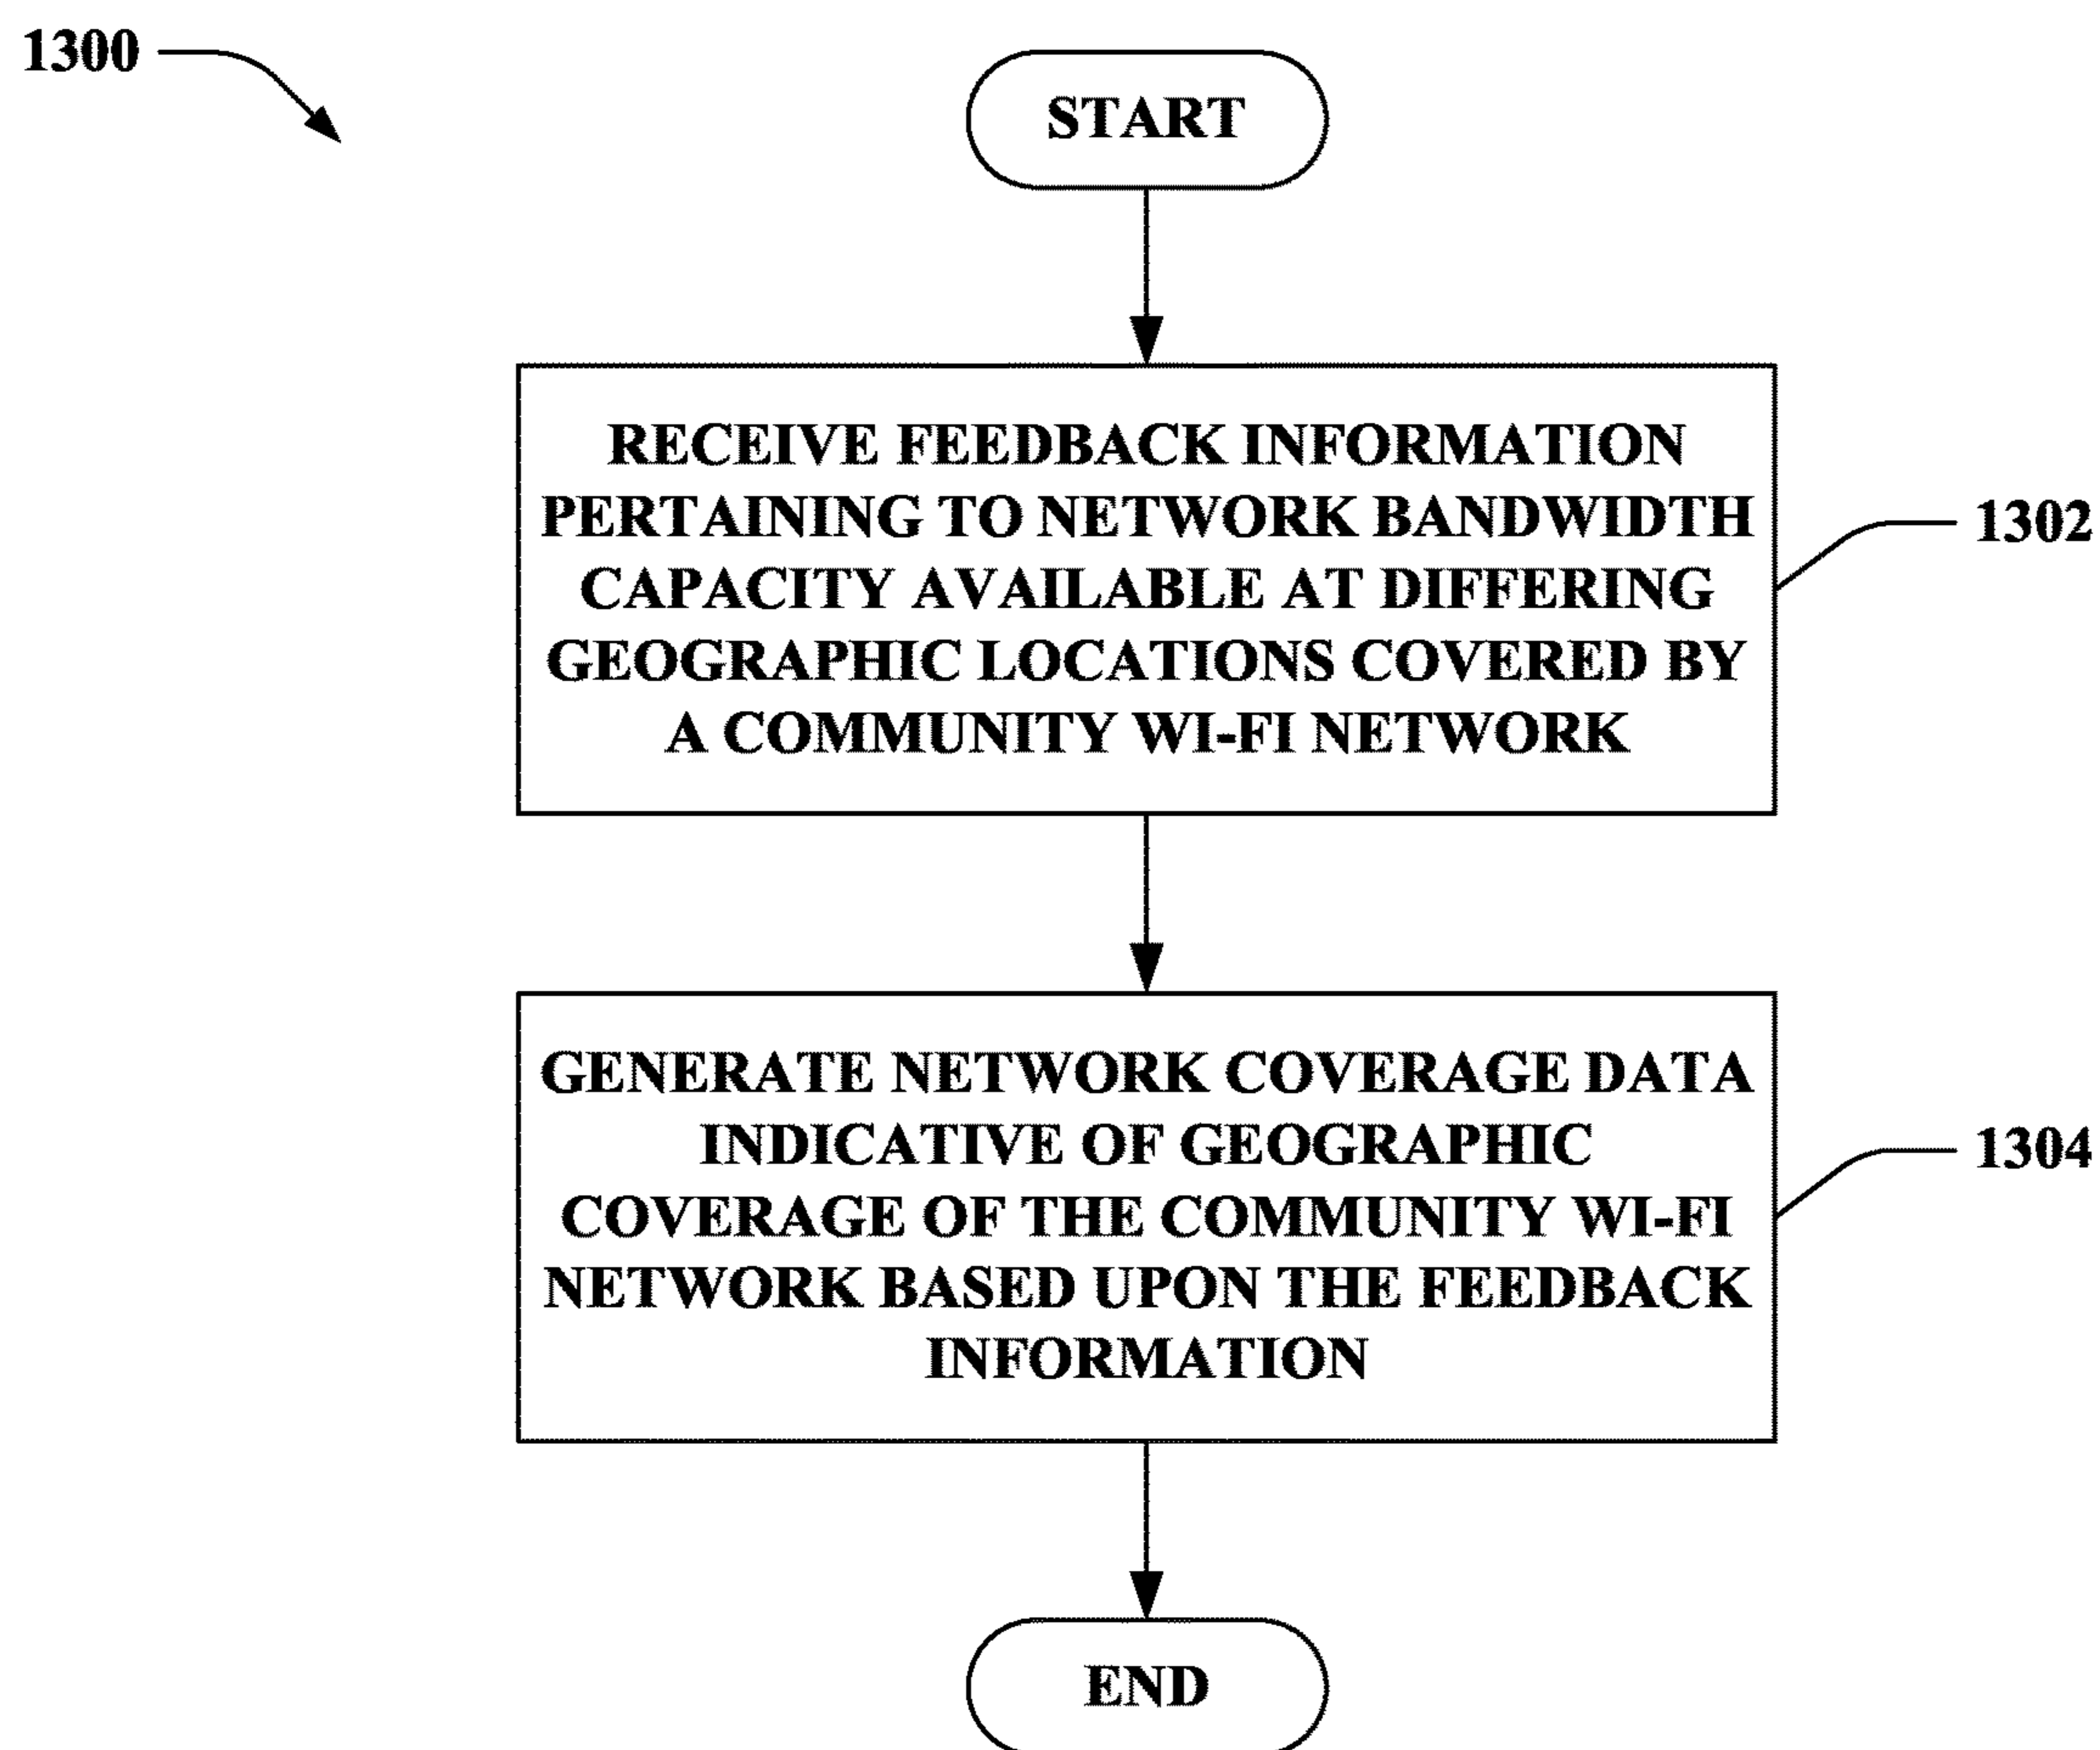 1300
START
RECEIVE FEEDBACK INFORMATION
PERTAINING TO NETWORK BANDWIDTH
CAPACITY AVAILABLE AT DIFFERING
GEOGRAPHIC LOCATIONS COVERED BY
A COMMUNITY WI-FI NETWORK
1302
GENERATE NETWORK COVERAGE DATA
INDICATIVE OF GEOGRAPHIC
COVERAGE OF THE COMMUNITY WI-FI
NETWORK BASED UPON THE FEEDBACK
INFORMATION
1304
END